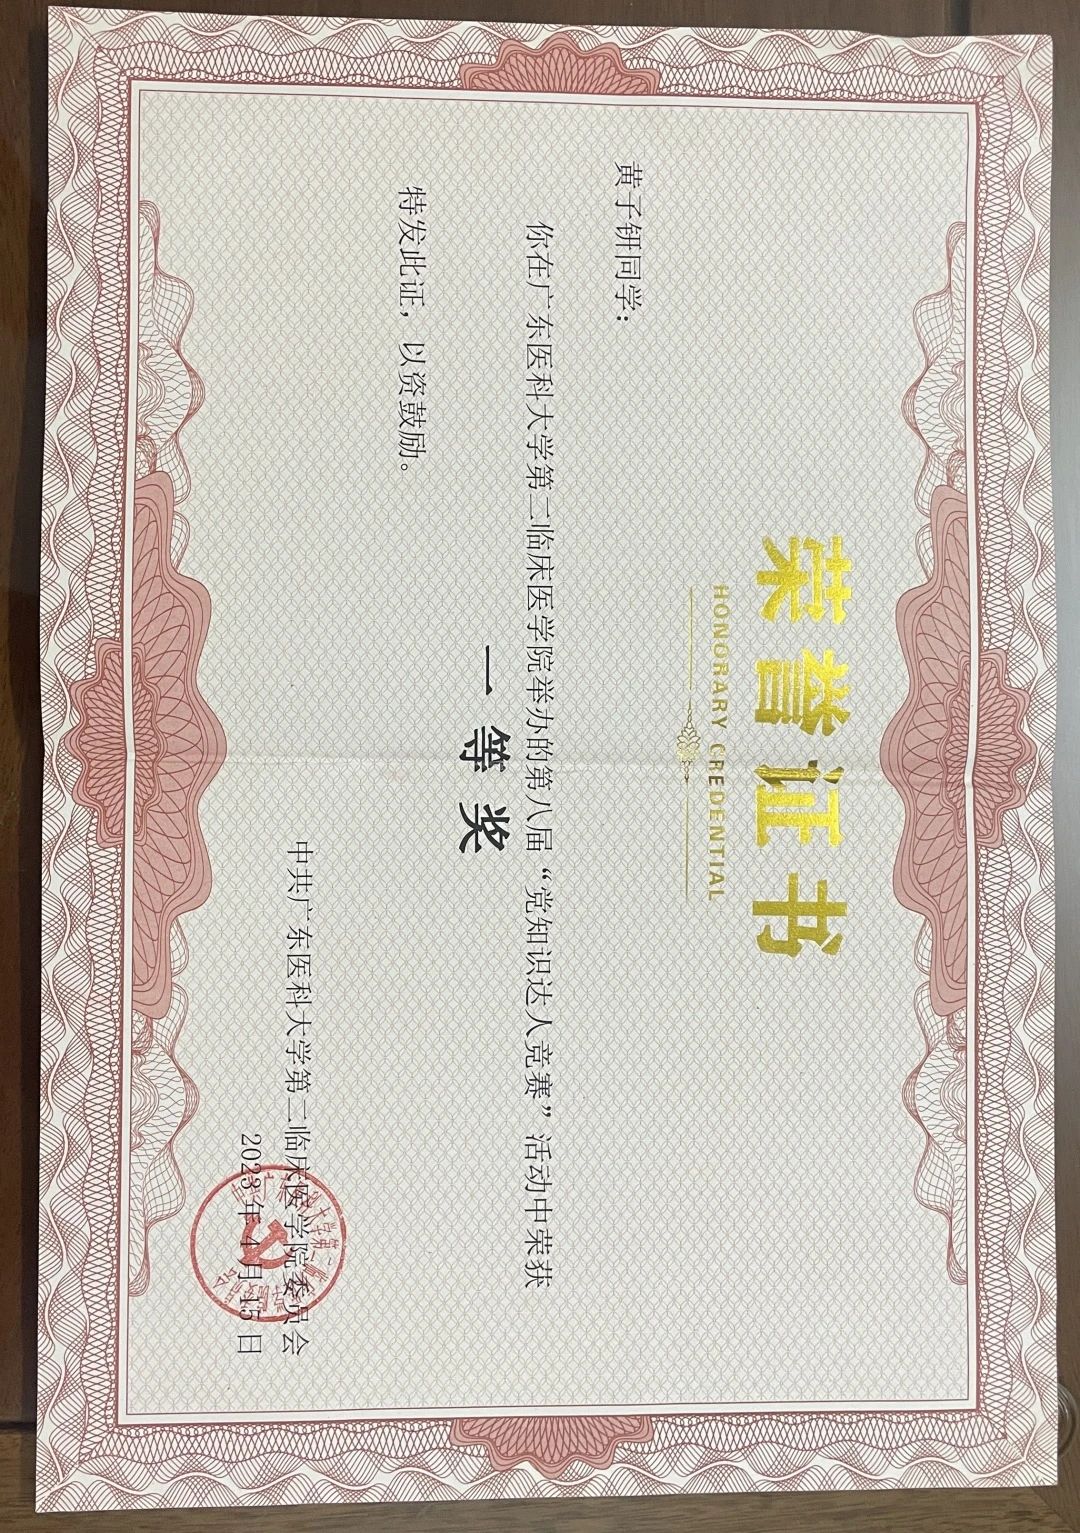 荣誉证书
HONORARY CREDENTIAL
黄子钘同学：
你在广东医科大学第二临床医学院举办的第八届“党知识达人竞赛”活动中荣获
一等奖
特发此证，以资鼓励。
中共广东医科大学第二临床医学院委员会
2023年4月15日